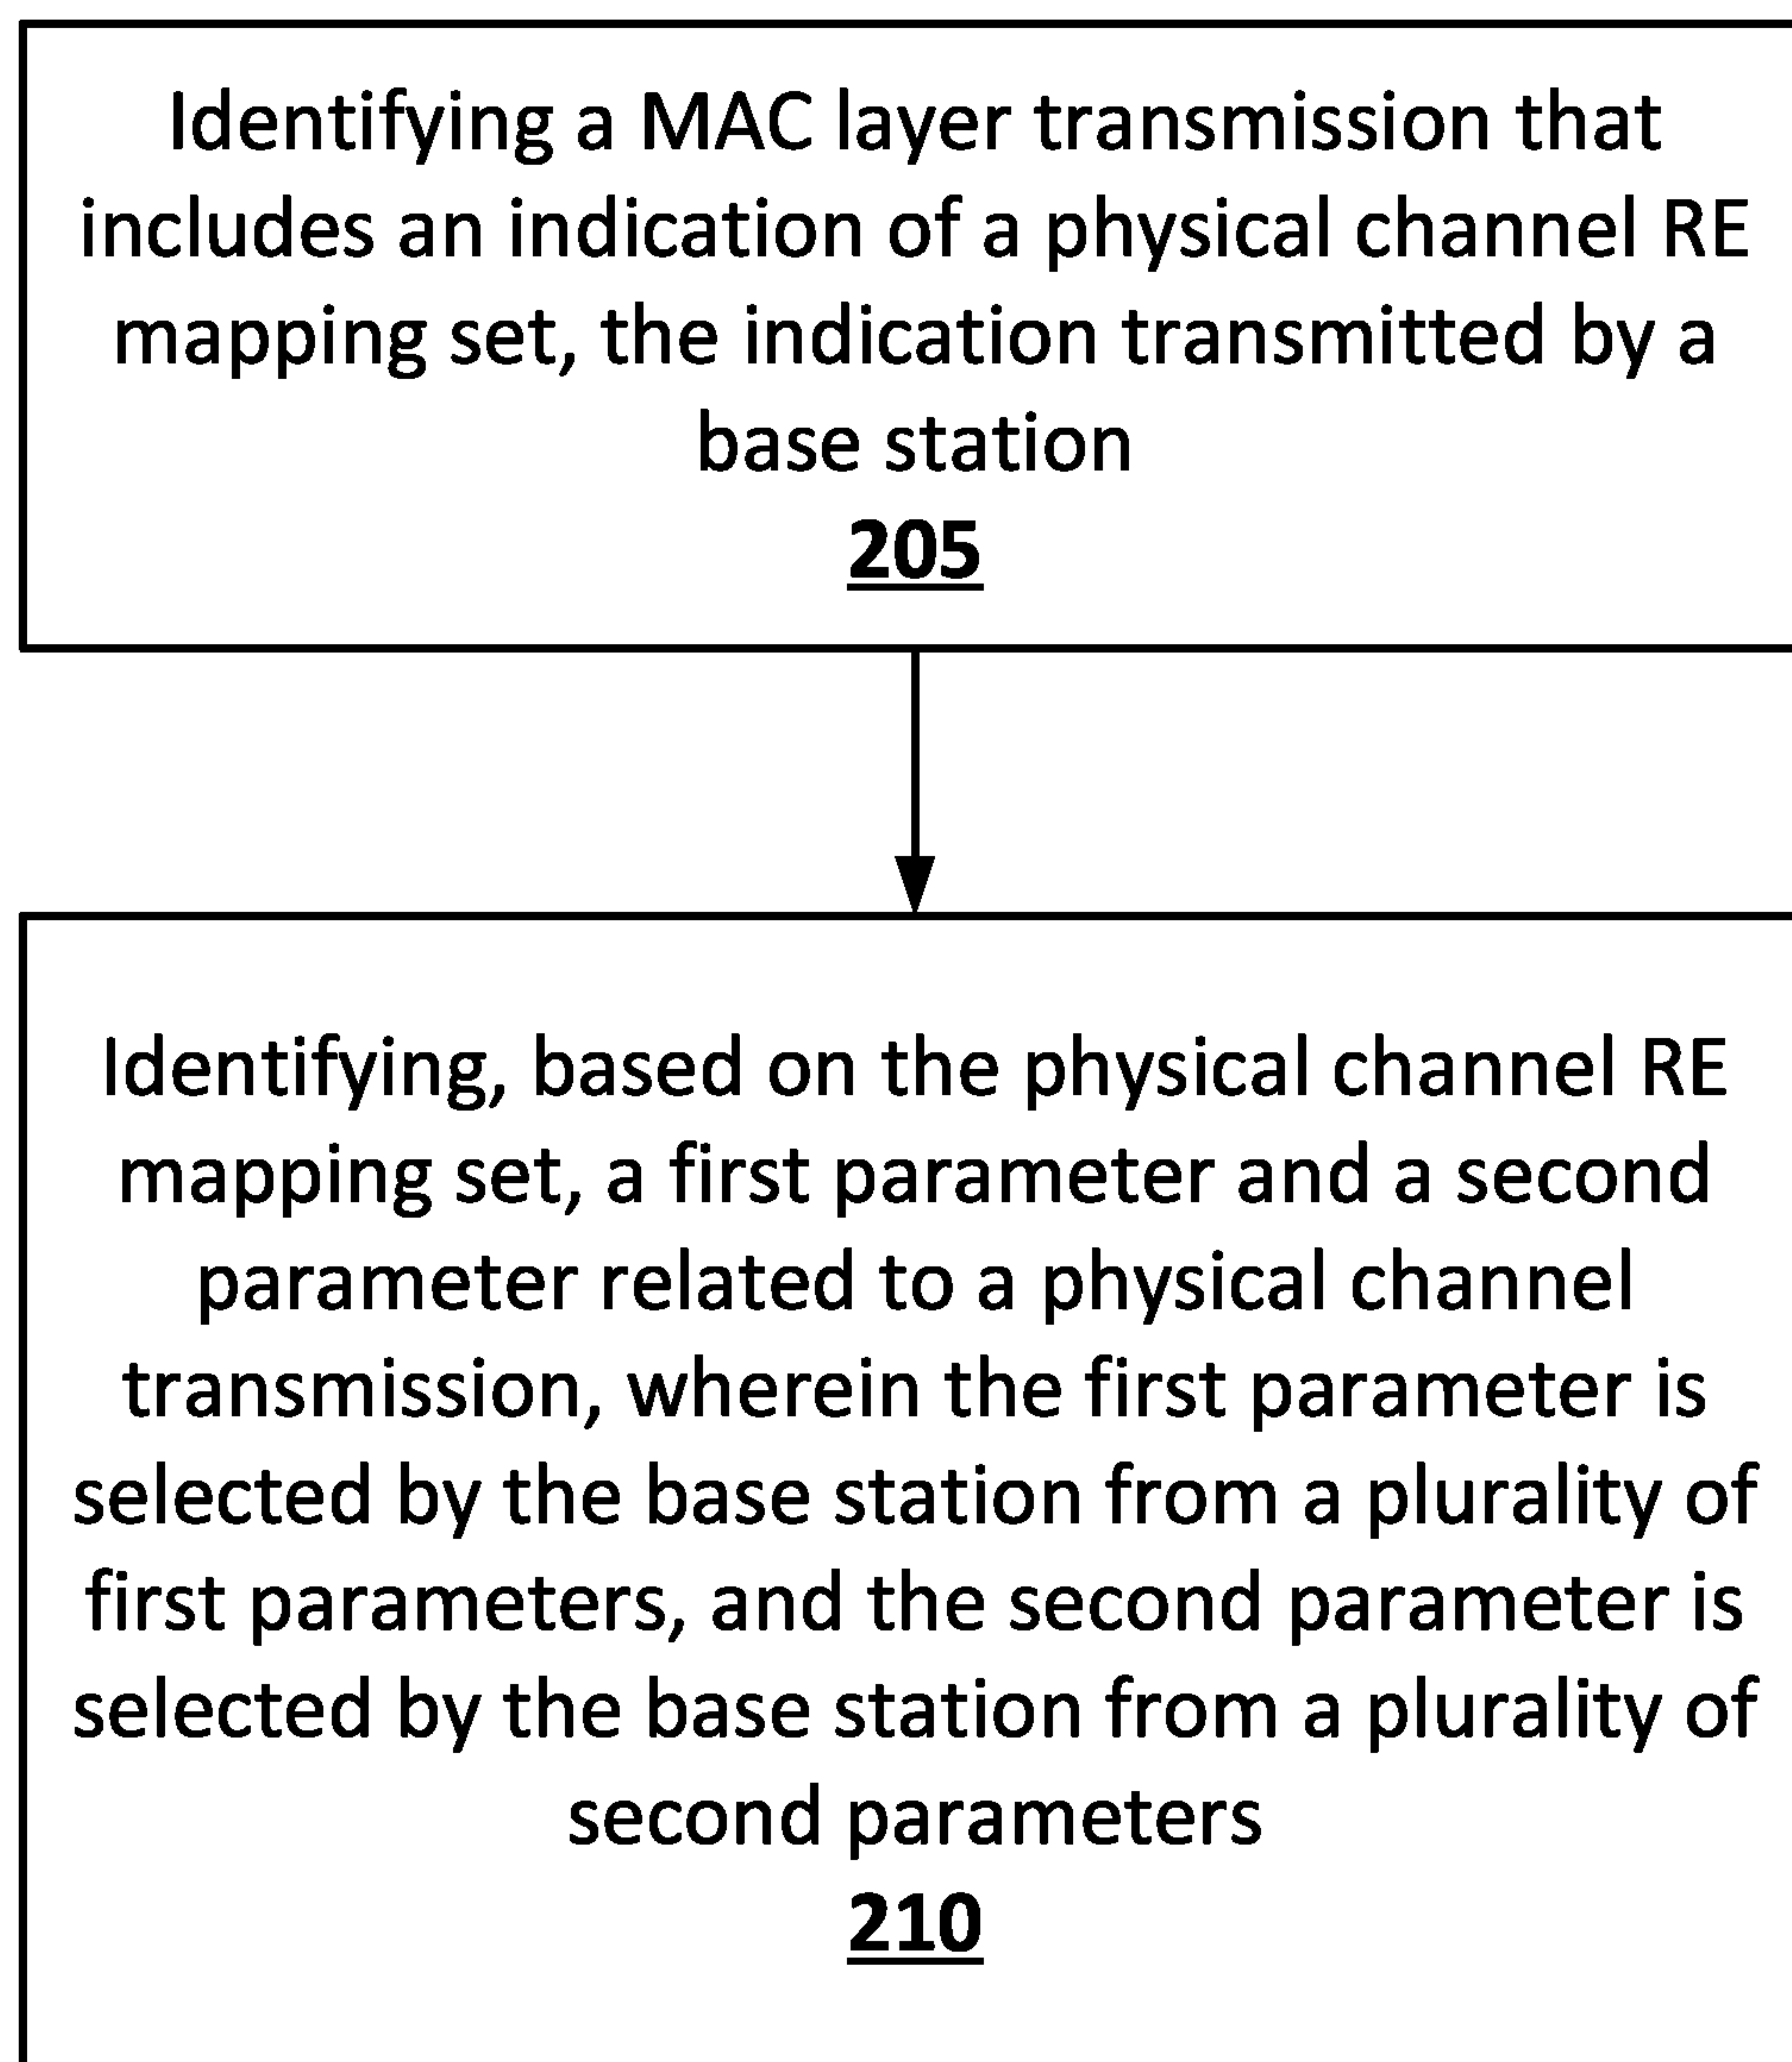 Identifying a MAC layer transmission that
includes an indication of a physical channel RE
mapping set, the indication transmitted by a
base station
205
Identifying, based on the physical channel RE
mapping set, a first parameter and a second
parameter related to a physical channel
transmission, wherein the first parameter is
selected by the base station from a plurality of
first parameters, and the second parameter is
selected by the base station from a plurality of
second parameters
210